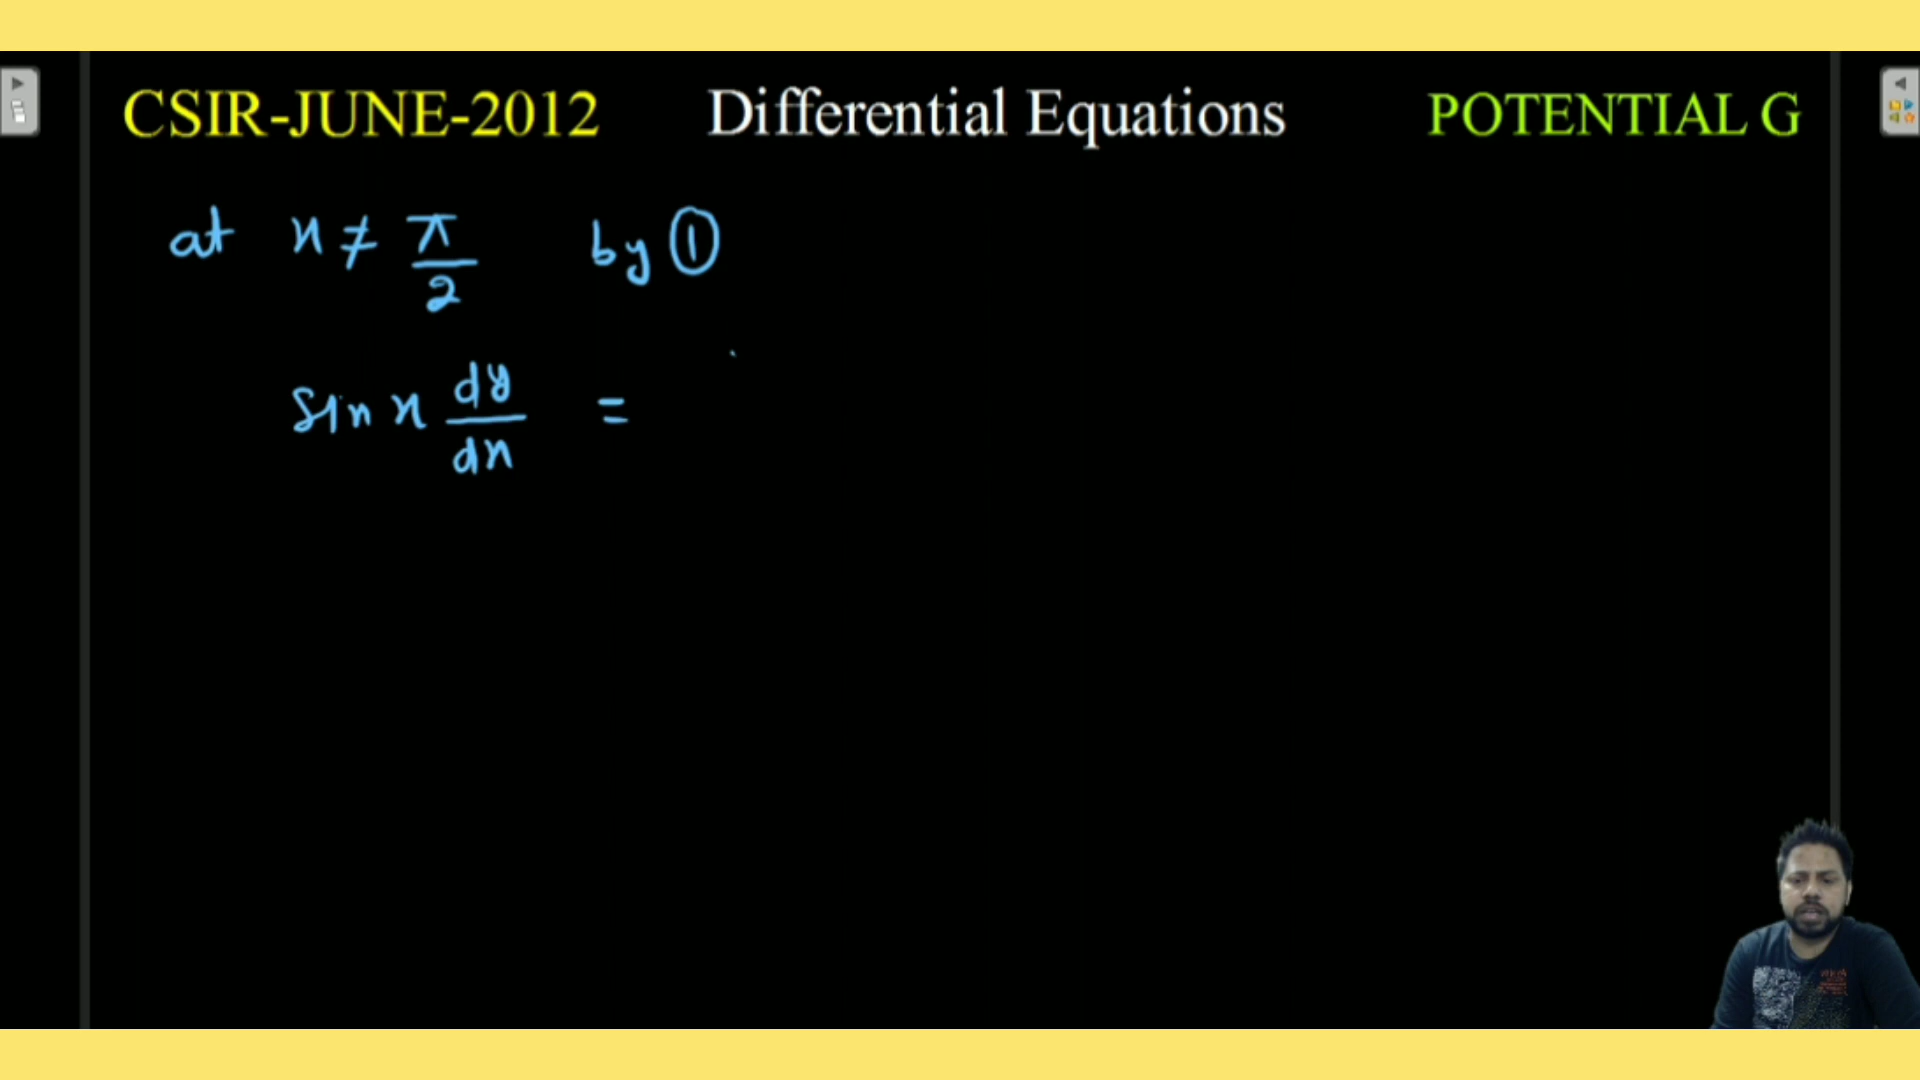 CSIR-JUNE-2012 Differential Equations POTENTIAL G
at x ≠ π/2 by ①
Sin x dy/dx =